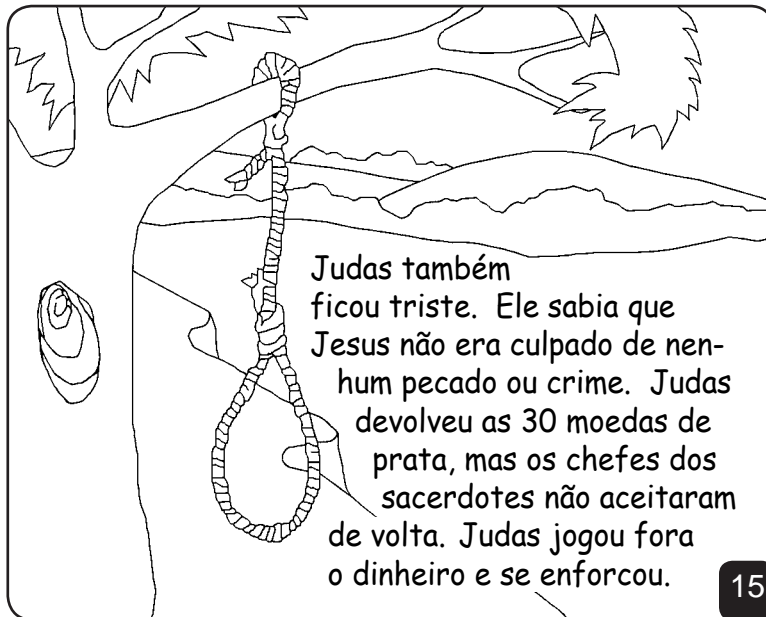 Judas também
ficou triste.  Ele sabia que
Jesus não era culpado de nen-
hum pecado ou crime.  Judas
devolveu as 30 moedas de
prata, mas os chefes dos
sacerdotes não aceitaram
de volta. Judas jogou fora
o dinheiro e se enforcou.
15